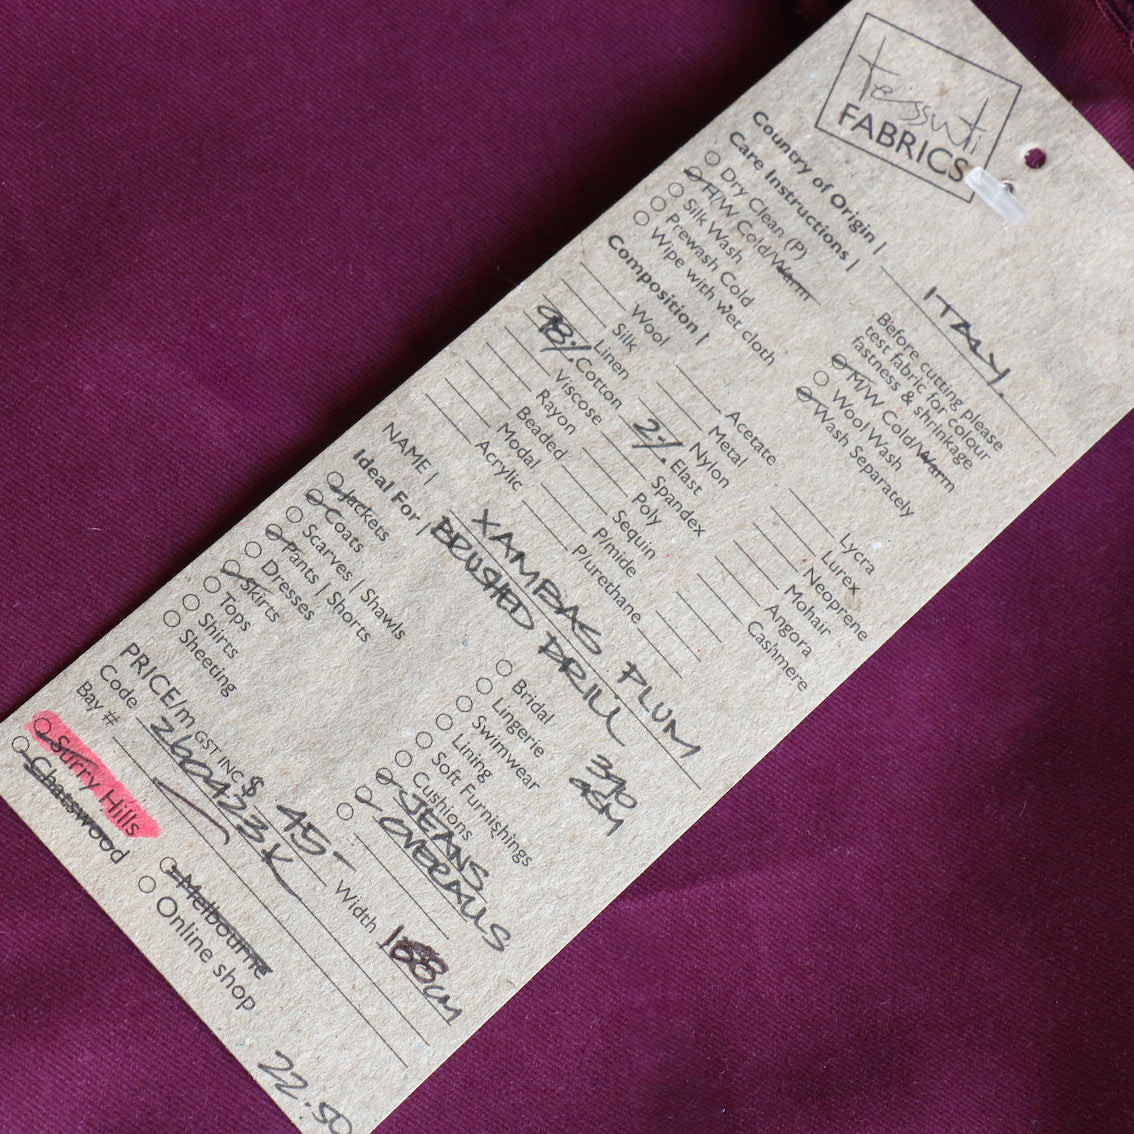 tessuti
FABRICS
Country of Origin | ITALY.
Care Instructions |
Dry Clean (P)
H/W Cold/Warm
Silk Wash
Prewash Cold
Wipe with wet cloth
Before cutting please
test fabric for colour
fastness & shrinkage
M/W Cold/Warm
Wool Wash
Wash Separately
Composition |
Wool
Silk
Linen
98% Cotton
Viscose
Rayon
Beaded
Modal
Acrylic
Acetate
Metal
Nylon
2% Elast
Spandex
Poly
Sequin
P/mide
P/urethane
Lycra
Lurex
Neoprene
Mohair
Angora
Cashmere
NAME | XAMPAS PLUM
BRUSHED DRILL
Ideal For |
Jackets
Coats
Scarves | Shawls
Pants | Shorts
Dresses
Skirts
Tops
Shirts
Sheeting
Bridal
Lingerie
Swimwear
Lining
Soft Furnishings
Cushions
JEANS
OVERALLS
GSM
PRICE/m GST INC $ 45- Width cm
Code 260423K
Bay #
Surry Hills
Chatswood
Melbourne
Online shop
22.50